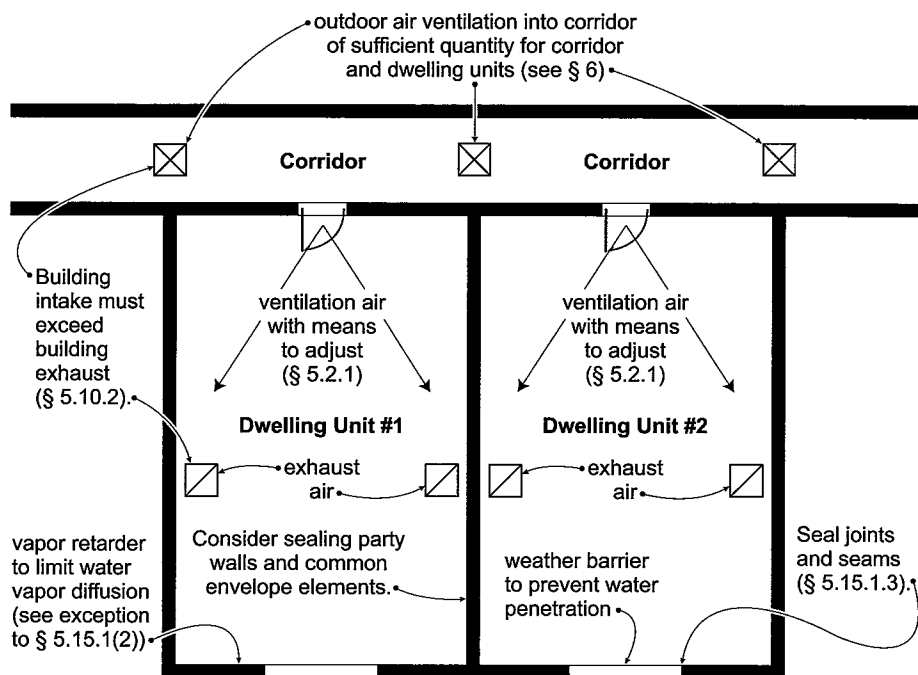 outdoor air ventilation into corridor
of sufficient quantity for corridor
and dwelling units (see § 6)
Corridor
Corridor
Building
intake must
exceed
building
exhaust
(§ 5.10.2).
ventilation air
with means
to adjust
(§ 5.2.1)
ventilation air
with means
to adjust
(§ 5.2.1)
Dwelling Unit #1
Dwelling Unit #2
exhaust
air
exhaust
air
vapor retarder
to limit water
vapor diffusion
(see exception
to § 5.15.1(2))
Consider sealing party
walls and common
envelope elements.
weather barrier
to prevent water
penetration
Seal joints
and seams
(§ 5.15.1.3).